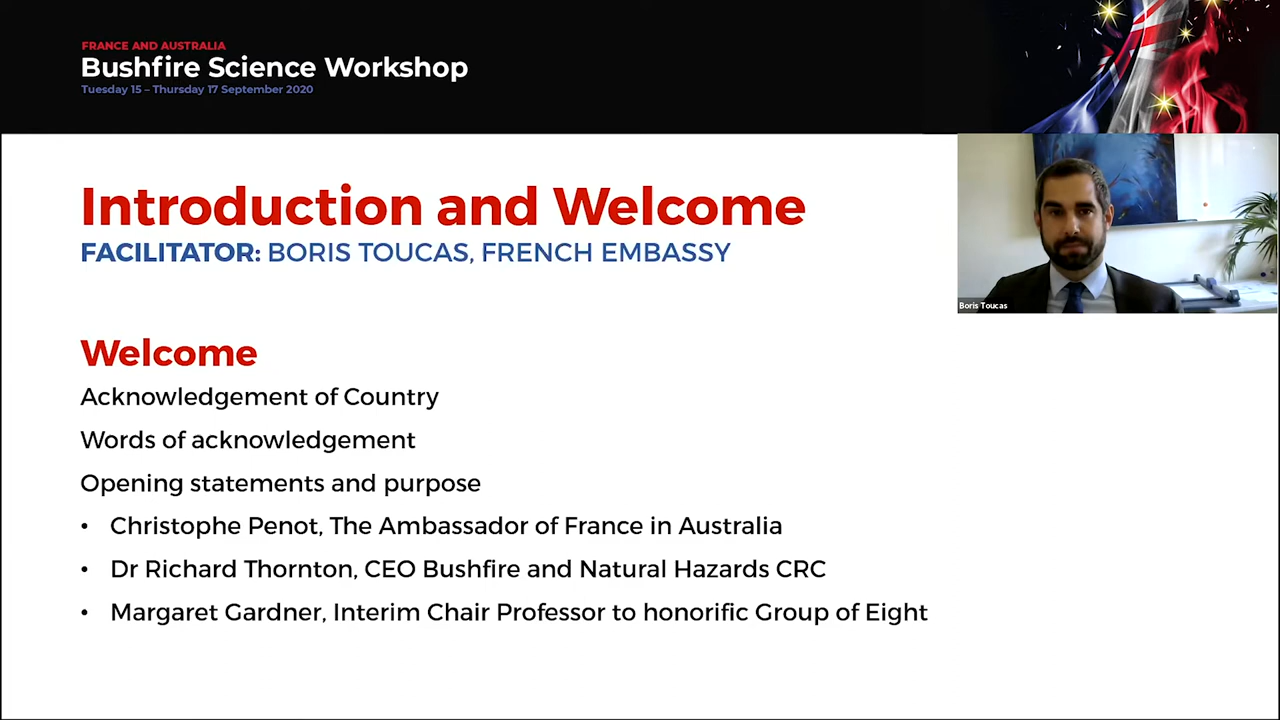 FRANCE AND AUSTRALIA
Bushfire Science Workshop
Tuesday 15 – Thursday 17 September 2020
Introduction and Welcome
FACILITATOR: BORIS TOUCAS, FRENCH EMBASSY
Boris Toucas
Welcome
Acknowledgement of Country
Words of acknowledgement
Opening statements and purpose
• Christophe Penot, The Ambassador of France in Australia
• Dr Richard Thornton, CEO Bushfire and Natural Hazards CRC
• Margaret Gardner, Interim Chair Professor to honorific Group of Eight